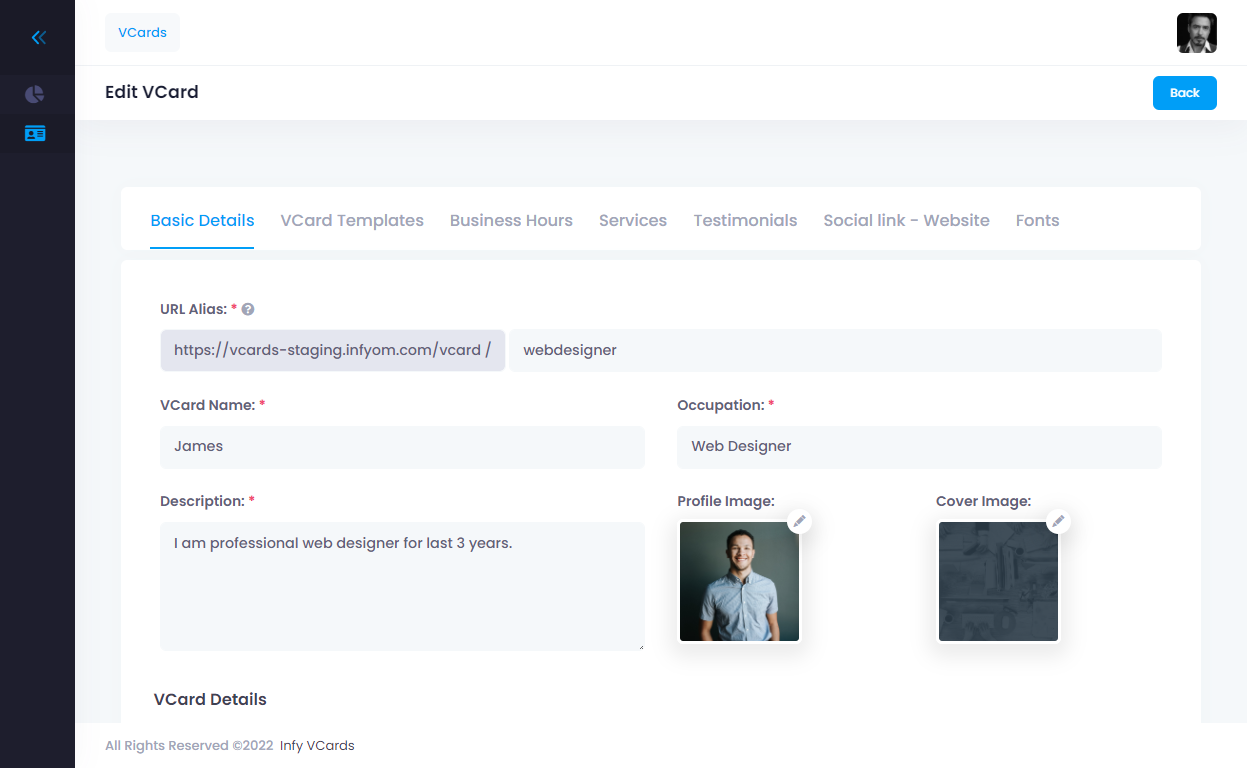 VCards
Edit VCard
Back
Basic Details VCard Templates Business Hours Services Testimonials Social link - Website Fonts
URL Alias: * ?
https://vcards-staging.infyom.com/vcard / webdesigner
VCard Name: * Occupation: *
James Web Designer
Description: * Profile Image: Cover Image:
I am professional web designer for last 3 years.
VCard Details
All Rights Reserved ©2022 Infy VCards